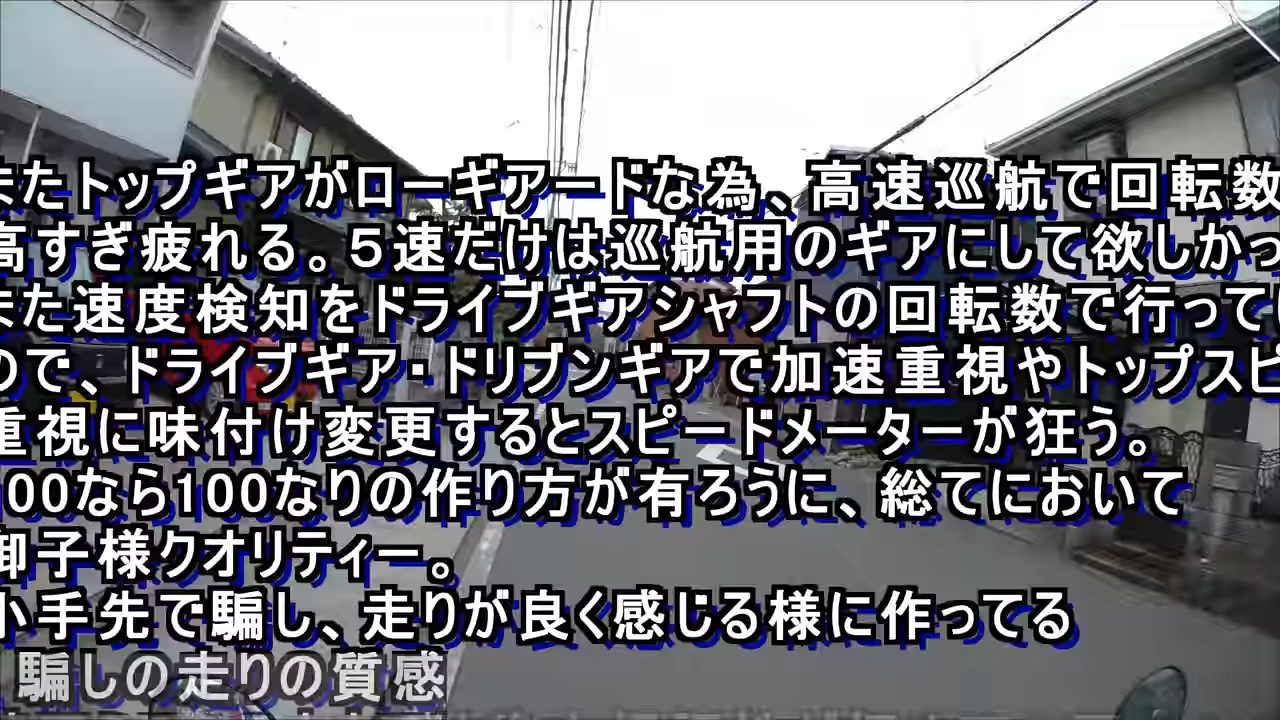 またトップギアがローギアードな為、高速巡航で回転数
高すぎ疲れる。5速だけは巡航用のギアにして欲しかっ
また速度検知をドライブギアシャフトの回転数で行って
ので、ドライブギア・ドリブンギアで加速重視やトップスピ
重視に味付け変更するとスピードメーターが狂う。
100なら100なりの作り方が有ろうに、総てにおいて
御子様クオリティー。
小手先で騙し、走りが良く感じる様に作ってる
騙しの走りの質感